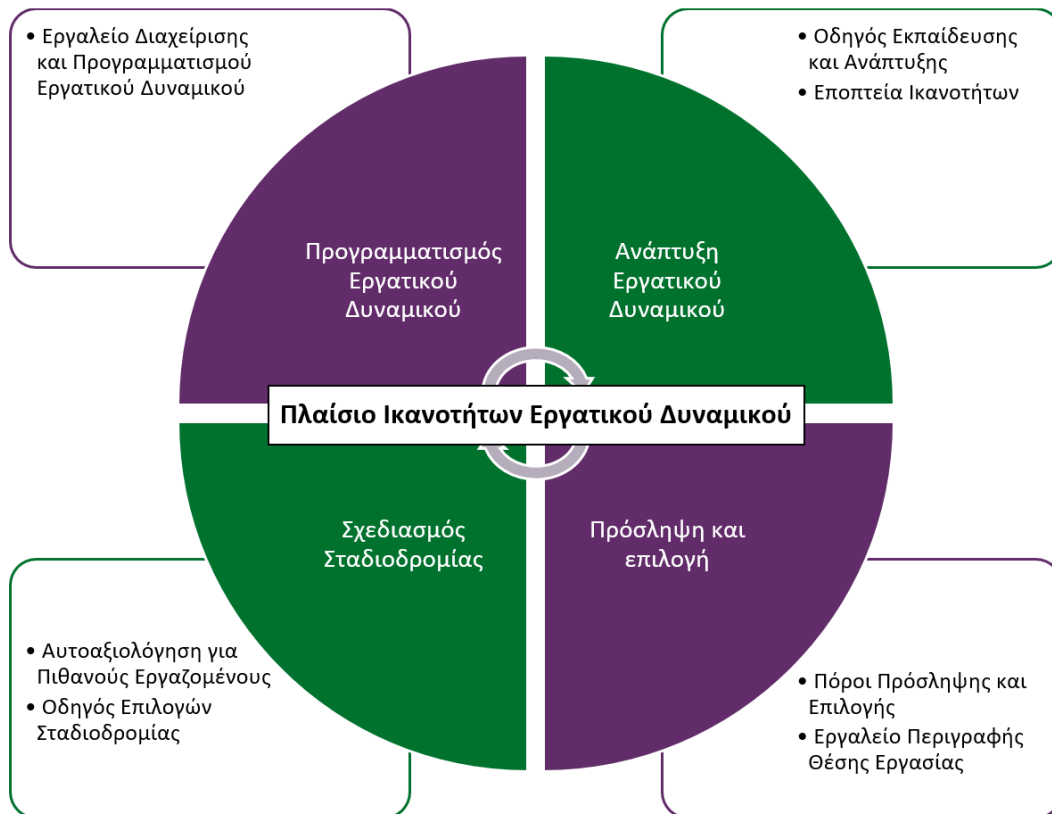 • Εργαλείο Διαχείρισης
και Προγραμματισμού
Εργατικού Δυναμικού
• Οδηγός Εκπαίδευσης
και Ανάπτυξης
• Εποπτεία Ικανοτήτων
Προγραμματισμός
Εργατικού
Δυναμικού
Ανάπτυξη
Εργατικού
Δυναμικού
Πλαίσιο Ικανοτήτων Εργατικού Δυναμικού
Σχεδιασμός
Σταδιοδρομίας
Πρόσληψη και
επιλογή
• Αυτοαξιολόγηση για
Πιθανούς Εργαζομένους
• Οδηγός Επιλογών
Σταδιοδρομίας
• Πόροι Πρόσληψης και
Επιλογής
• Εργαλείο Περιγραφής
Θέσης Εργασίας